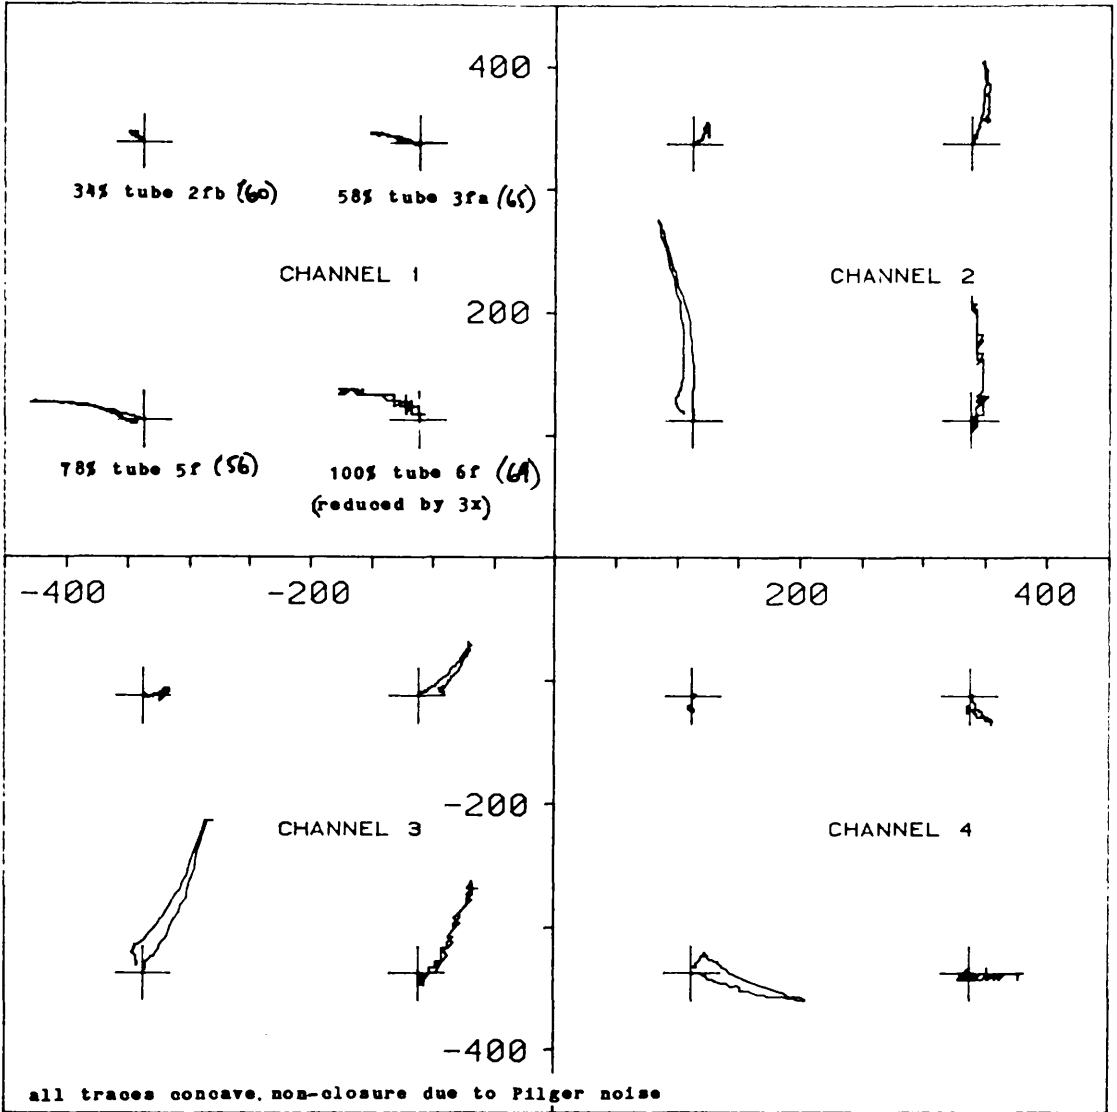 400
34% tube 2fb (60)
58% tube 3fa (65)
CHANNEL 1
CHANNEL 2
200
78% tube 5f (56)
100% tube 6f (69)
(reduced by 3x)
-400
-200
200
400
-200
CHANNEL 3
CHANNEL 4
-400
all traces concave, non-closure due to Pilger noise